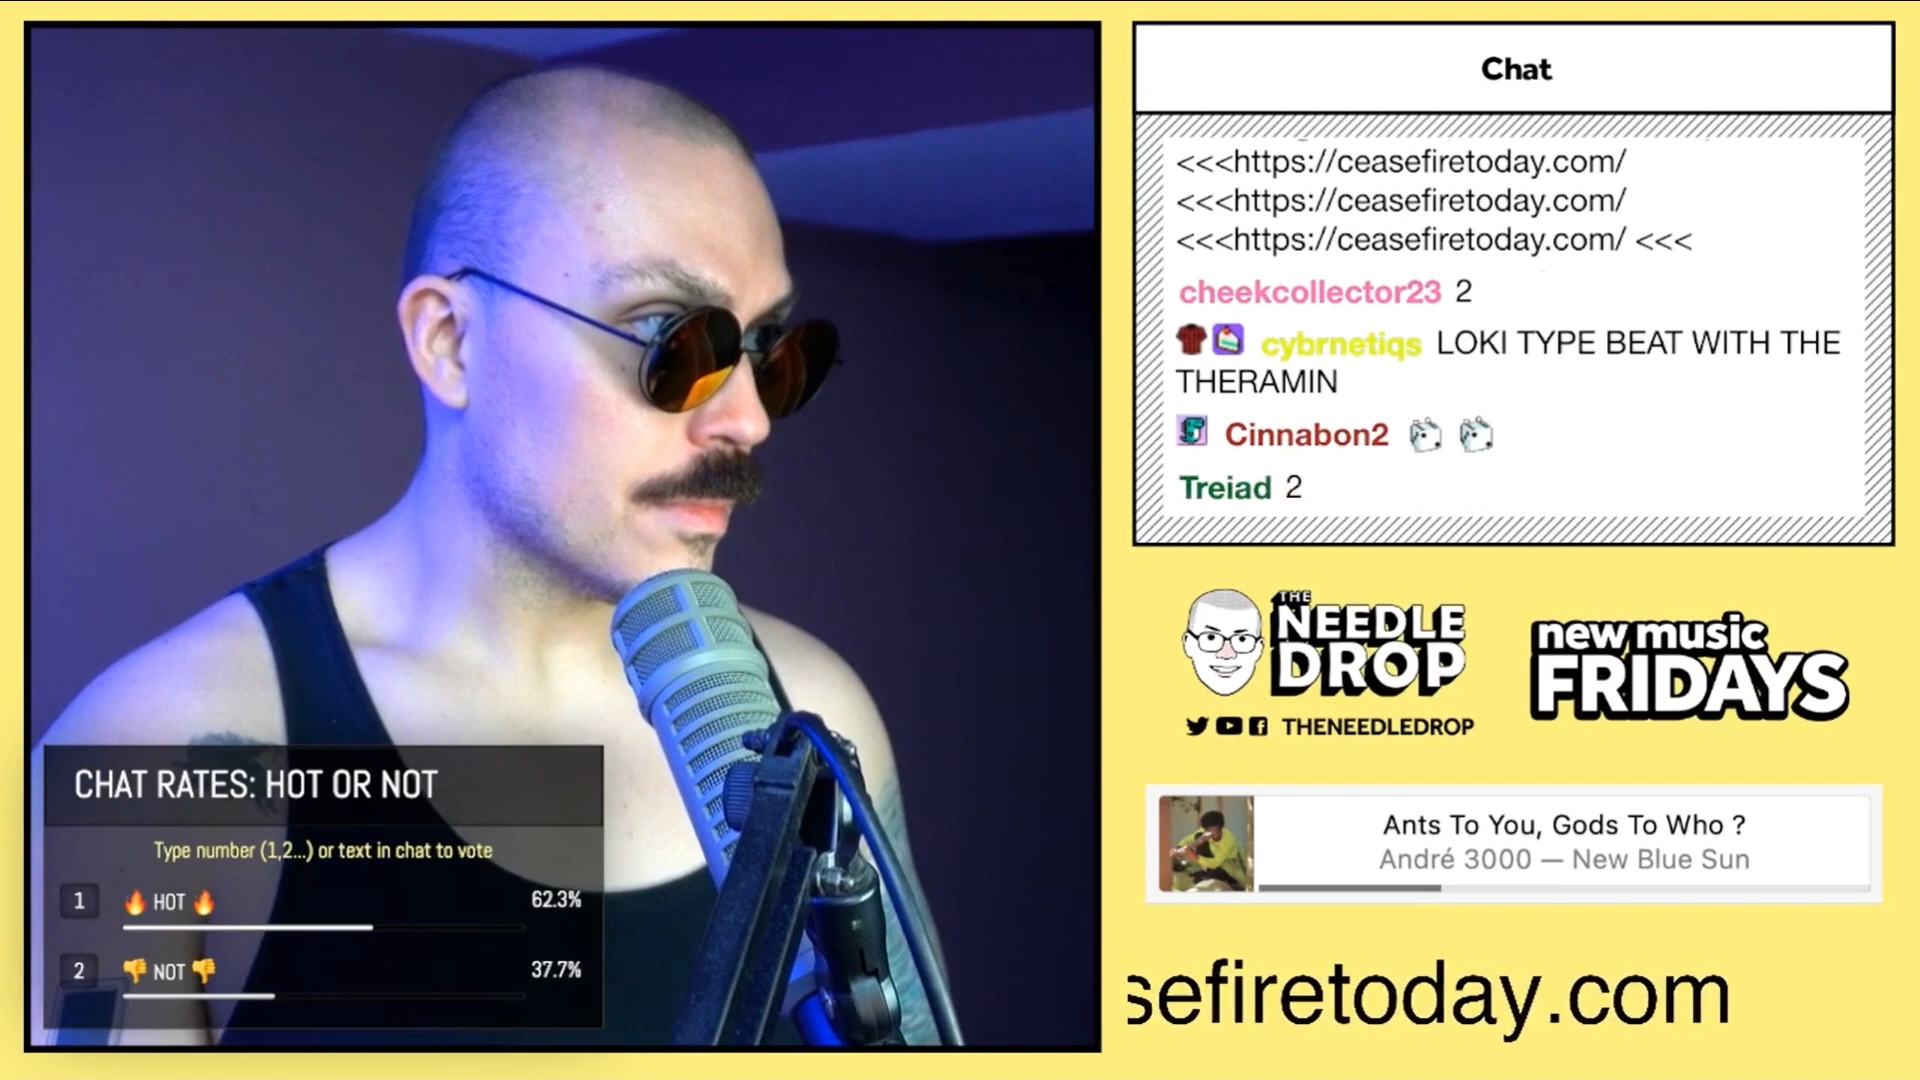 Chat
<<<https://ceasefiretoday.com/
<<<https://ceasefiretoday.com/
<<<https://ceasefiretoday.com/ <<<
cheekcollector23 2
cybrnetiqs LOKI TYPE BEAT WITH THE
THERAMIN
Cinnabon2
Treiad 2
THE
NEEDLE
DROP
THENEEDLEDROP
new music
FRIDAYS
Ants To You, Gods To Who ?
André 3000 — New Blue Sun
sefiretoday.com
CHAT RATES: HOT OR NOT
Type number (1,2...) or text in chat to vote
1 🔥 HOT 🔥 62.3%
2 👎 NOT 👎 37.7%